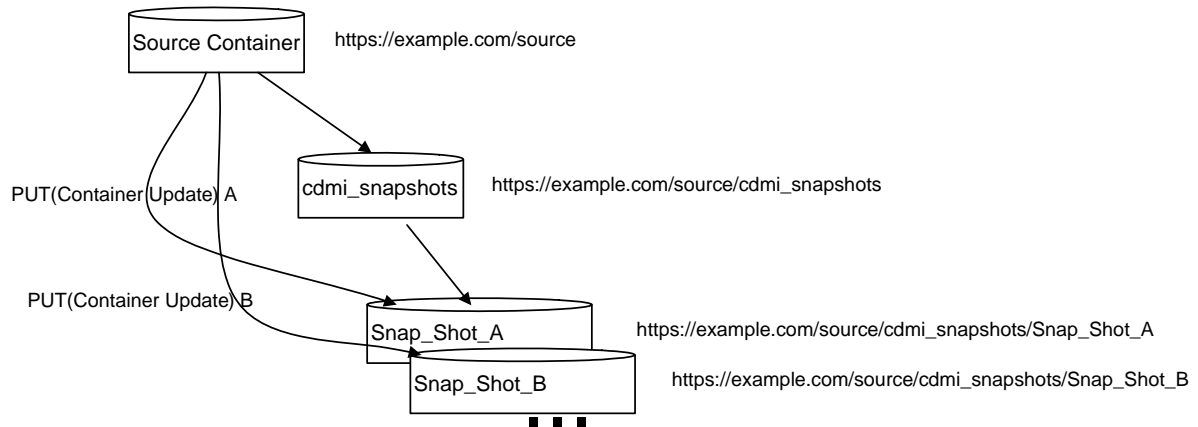 Source Container
https://example.com/source
cdmi_snapshots
https://example.com/source/cdmi_snapshots
PUT(Container Update) A
PUT(Container Update) B
Snap_Shot_A
https://example.com/source/cdmi_snapshots/Snap_Shot_A
Snap_Shot_B
https://example.com/source/cdmi_snapshots/Snap_Shot_B